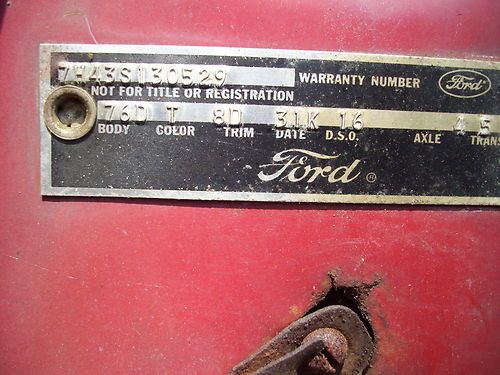 7H43S130529 WARRANTY NUMBER Ford
NOT FOR TITLE OR REGISTRATION
76D T 8D 31K 16 4 5
BODY COLOR TRIM DATE D.S.O. AXLE TRANS
Ford ®